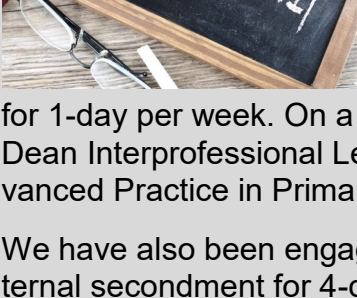 for 1-day per week. On a
Dean Interprofessional Le
vanced Practice in Prima
We have also been engag
ternal secondment for 4-d